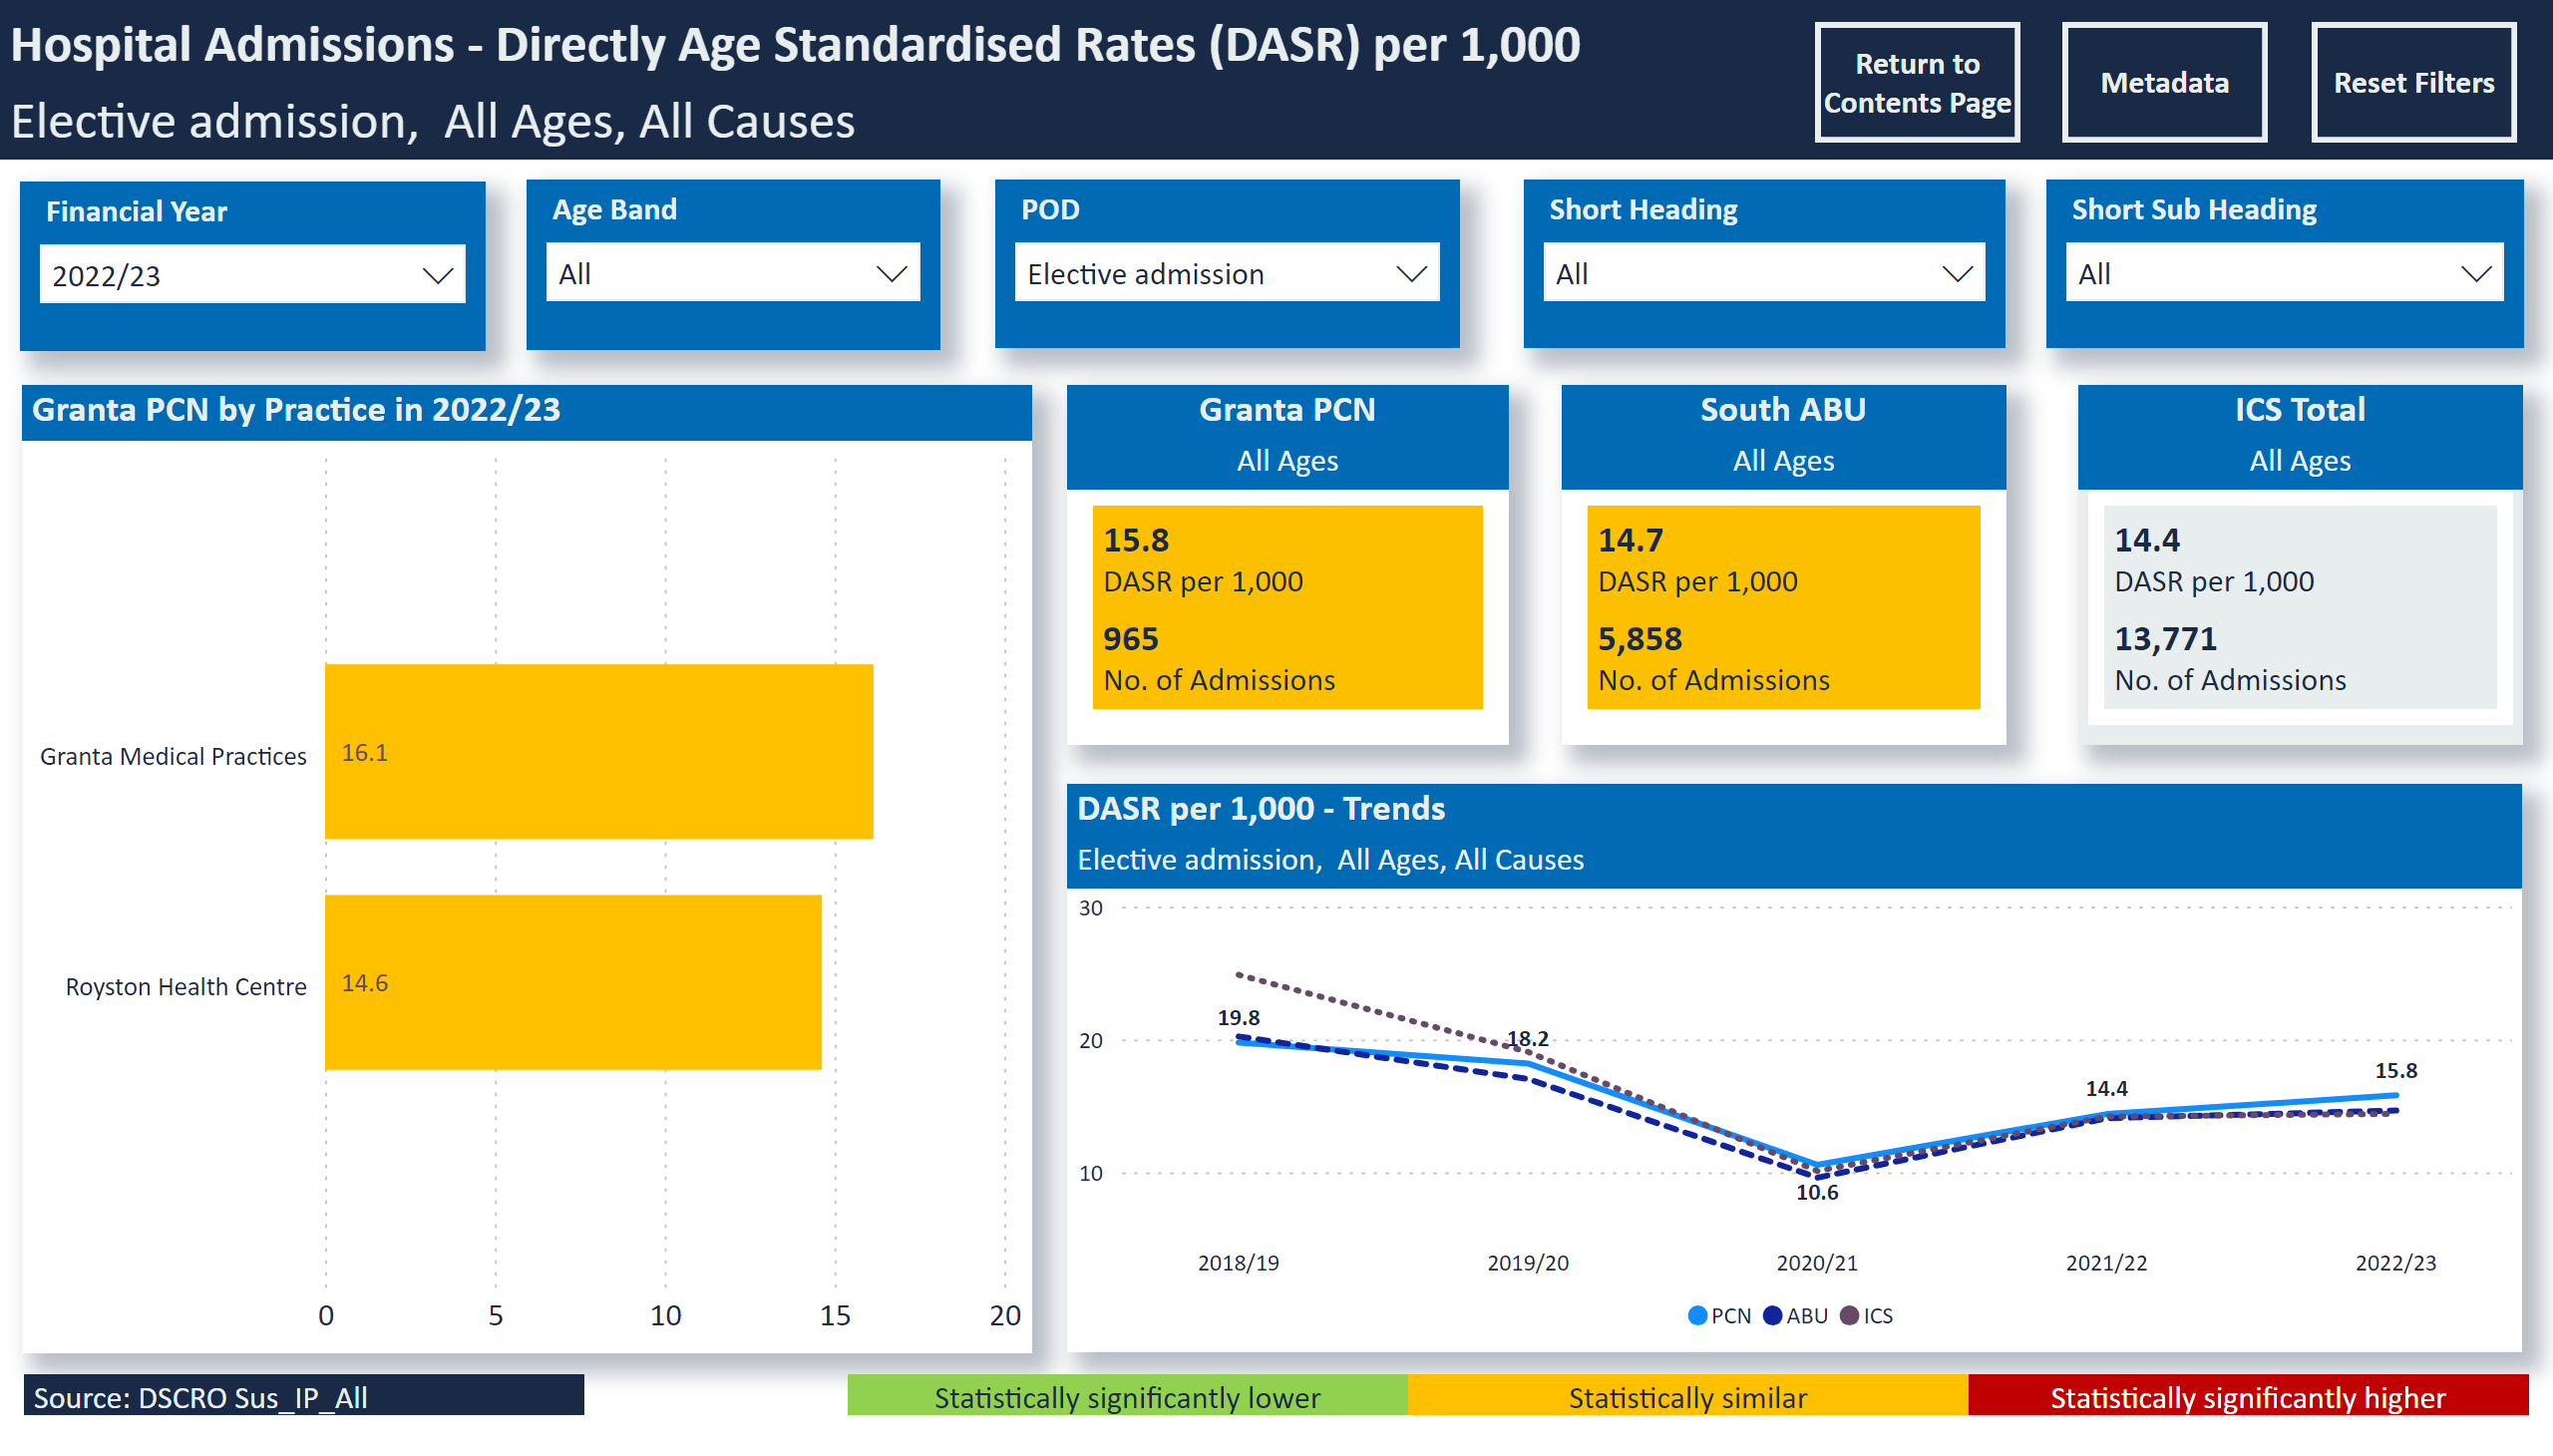 Hospital Admissions - Directly Age Standardised Rates (DASR) per 1,000
Elective admission,  All Ages, All Causes
Return to
Contents Page
Metadata
Reset Filters
Financial Year
2022/23
Age Band
All
POD
Elective admission
Short Heading
All
Short Sub Heading
All
Granta PCN by Practice in 2022/23
Granta Medical Practices
16.1
Royston Health Centre
14.6
0 5 10 15 20
Granta PCN
All Ages
15.8
DASR per 1,000
965
No. of Admissions
South ABU
All Ages
14.7
DASR per 1,000
5,858
No. of Admissions
ICS Total
All Ages
14.4
DASR per 1,000
13,771
No. of Admissions
DASR per 1,000 - Trends
Elective admission,  All Ages, All Causes
30
20
10
19.8
18.2
10.6
14.4
15.8
2018/19 2019/20 2020/21 2021/22 2022/23
PCN ABU ICS
Source: DSCRO Sus_IP_All
Statistically significantly lower
Statistically similar
Statistically significantly higher